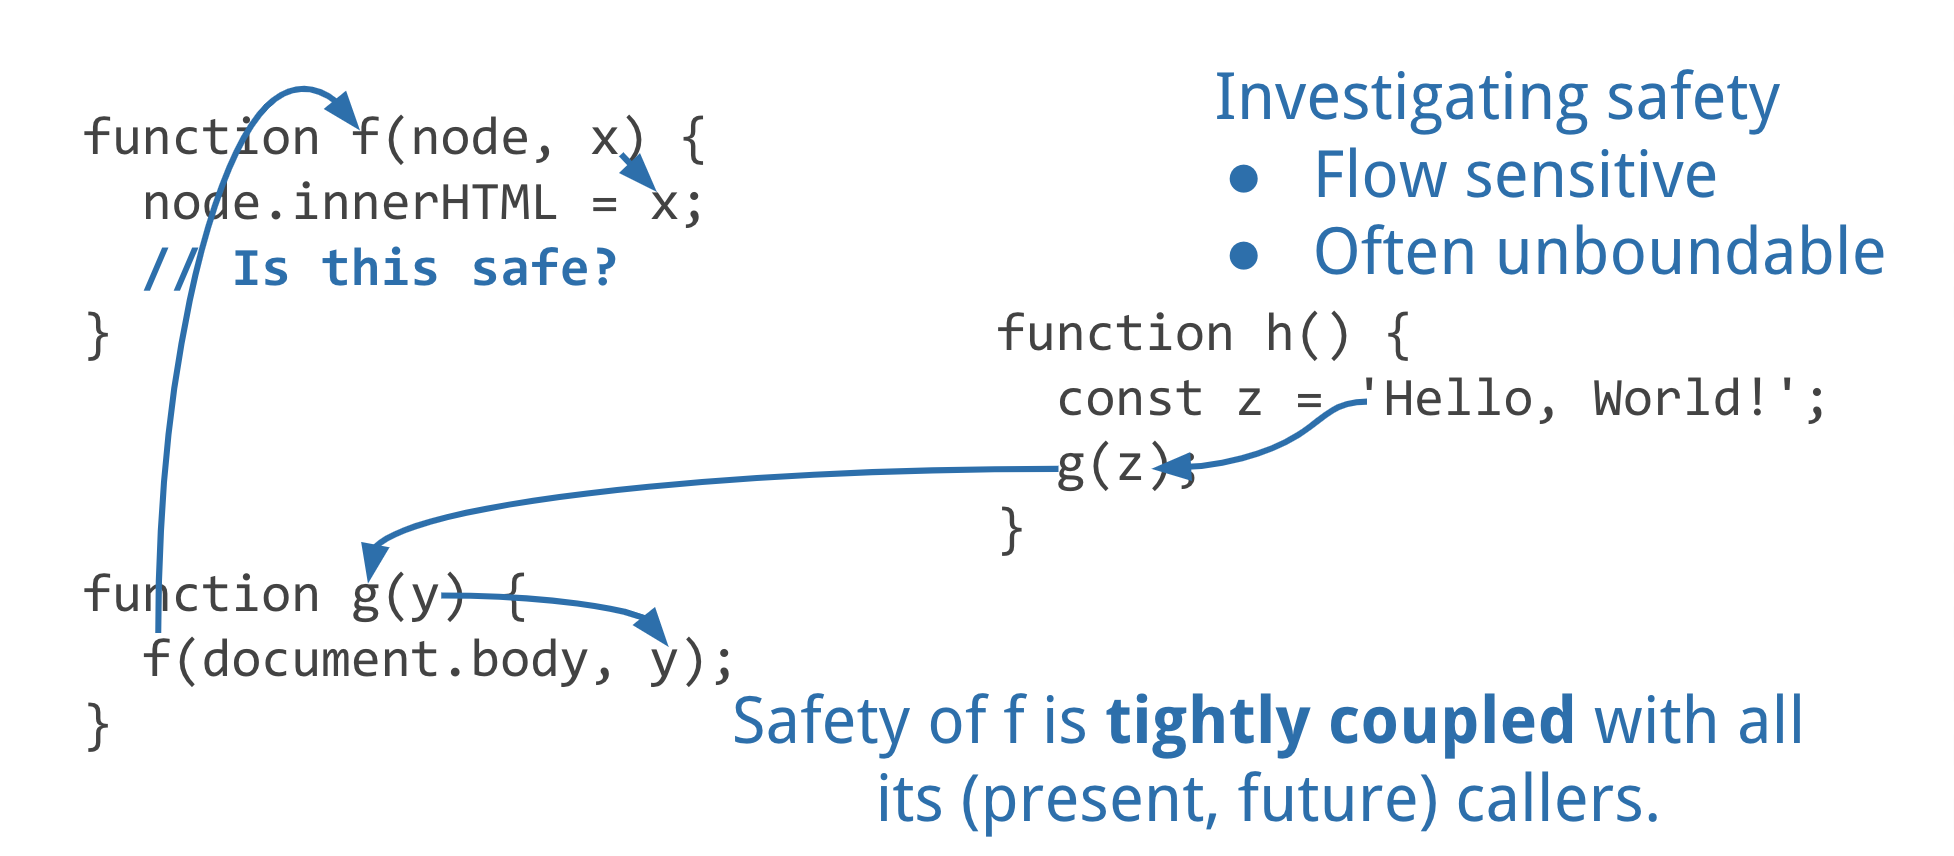 function f(node, x) {
  node.innerHTML = x;
  // Is this safe?
}
Investigating safety
● Flow sensitive
● Often unboundable
function h() {
  const z = 'Hello, World!';
  g(z);
}
function g(y) {
  f(document.body, y);
}
Safety of f is tightly coupled with all
its (present, future) callers.